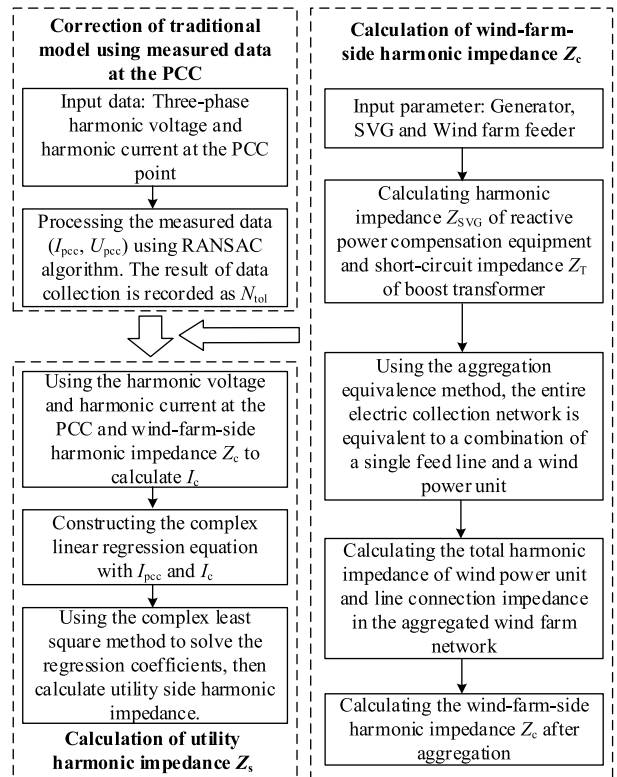 Correction of traditional
model using measured data
at the PCC
Input data: Three-phase
harmonic voltage and
harmonic current at the PCC
point
Processing the measured data
(Ipcc, Upcc) using RANSAC
algorithm. The result of data
collection is recorded as Ntol
Using the harmonic voltage
and harmonic current at the
PCC and wind-farm-side
harmonic impedance Zc to
calculate Ic
Constructing the complex
linear regression equation
with Ipcc and Ic
Using the complex least
square method to solve the
regression coefficients, then
calculate utility side harmonic
impedance.
Calculation of utility
harmonic impedance Zs
Calculation of wind-farm-
side harmonic impedance Zc
Input parameter: Generator,
SVG and Wind farm feeder
Calculating harmonic
impedance ZSVG of reactive
power compensation equipment
and short-circuit impedance ZT
of boost transformer
Using the aggregation
equivalence method, the entire
electric collection network is
equivalent to a combination of
a single feed line and a wind
power unit
Calculating the total harmonic
impedance of wind power unit
and line connection impedance
in the aggregated wind farm
network
Calculating the wind-farm-side
harmonic impedance Zc after
aggregation